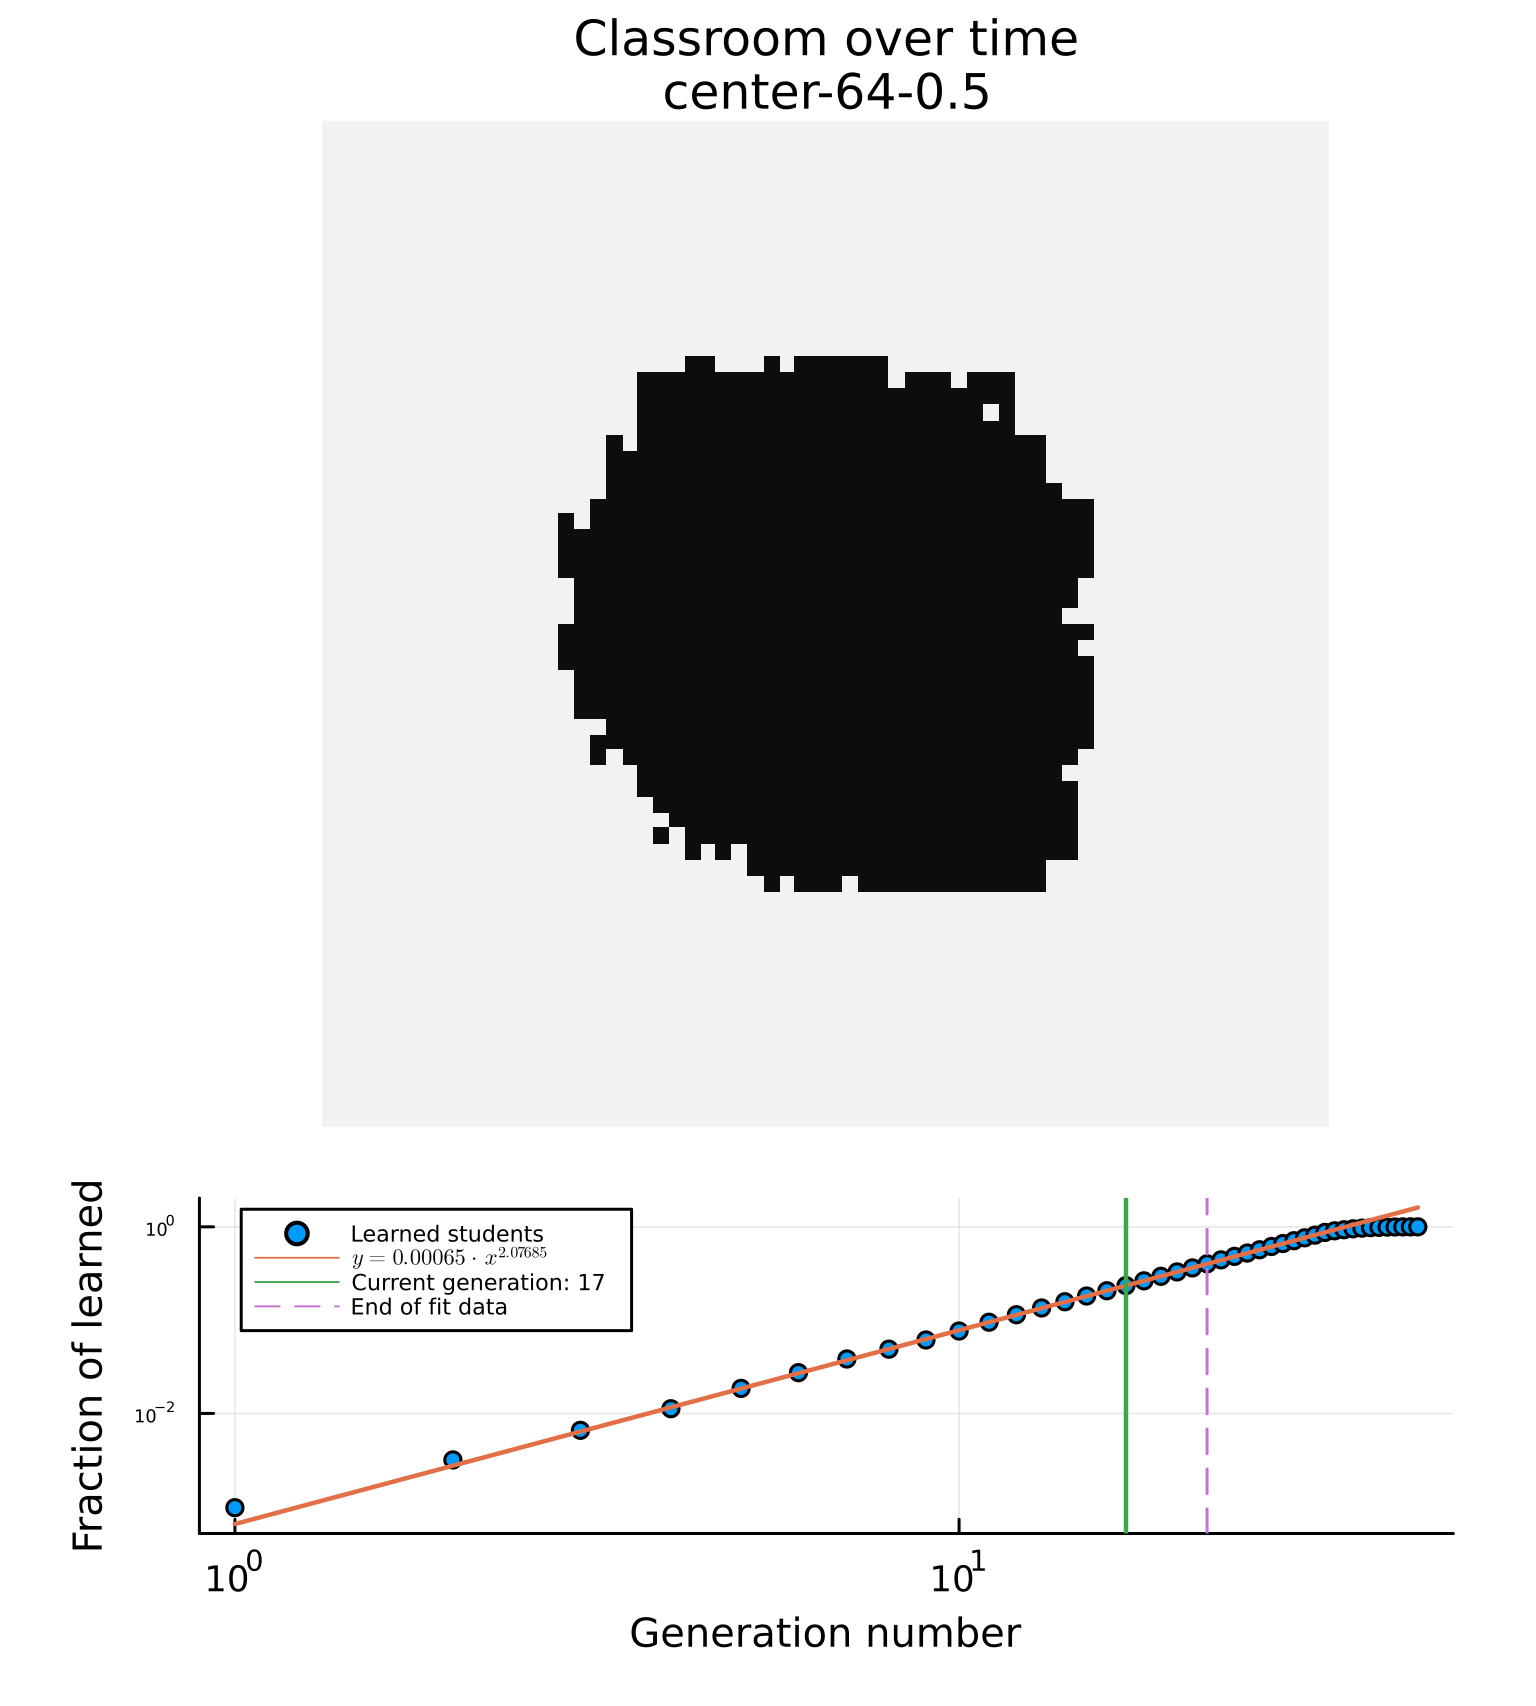 Classroom over time
center-64-0.5
Fraction of learned
10^0
10^{-2}
Learned students
y = 0.00065 · x^{2.07685}
Current generation: 17
End of fit data
10^0
10^1
Generation number